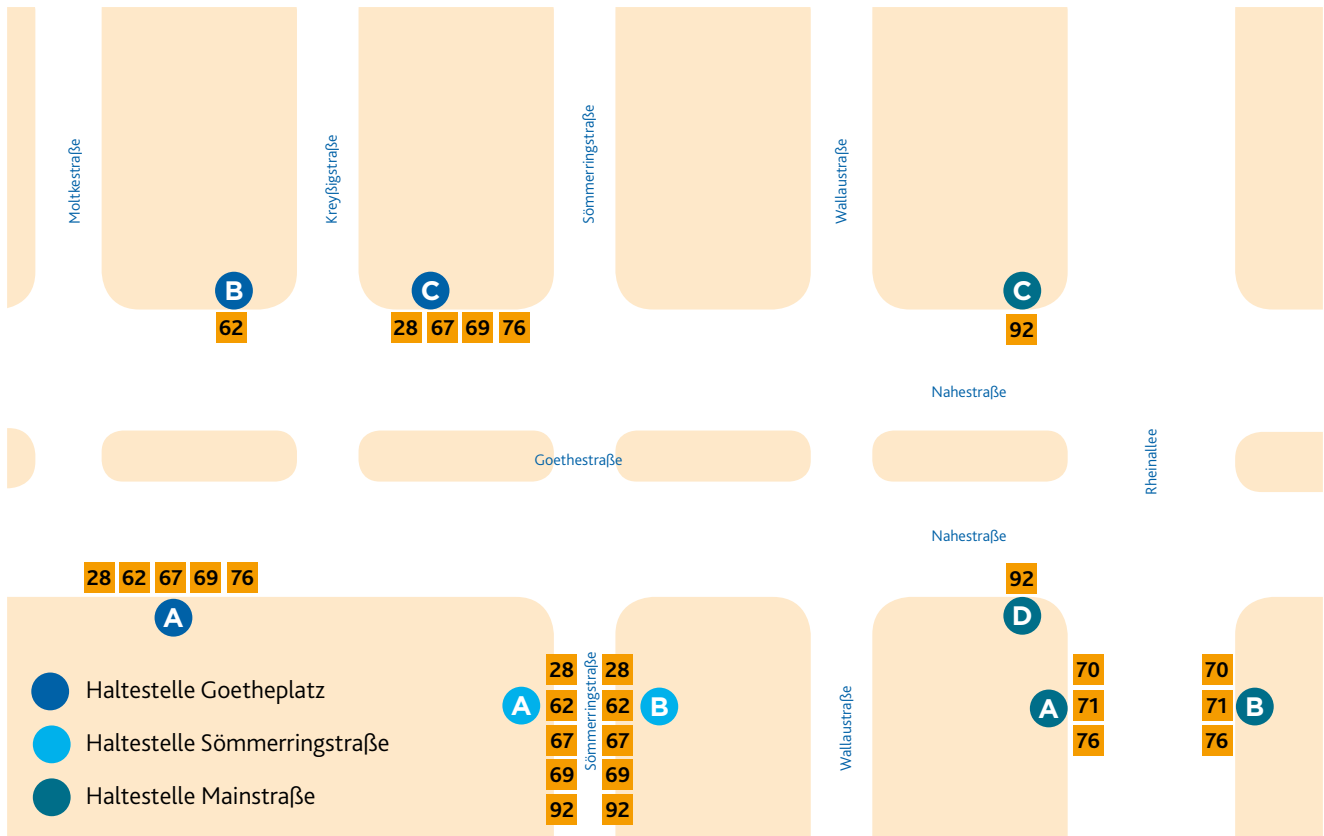 Moltkestraße
Kreyßigstraße
Sömmerringstraße
Wallaustraße
B
C
C
62
28 67 69 76
92
Nahestraße
Goethestraße
Rheinallee
Nahestraße
28 62 67 69 76
92
A
D
Sömmerringstraße
Wallaustraße
A
28
62
67
69
92
28
62
67
69
92
B
A
70
71
76
70
71
76
B
Haltestelle Goetheplatz
Haltestelle Sömmerringstraße
Haltestelle Mainstraße